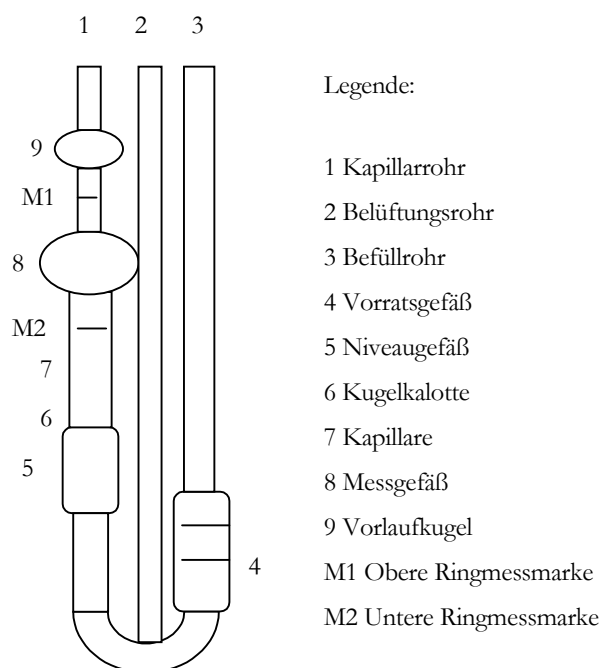 1 2 3
9
M1
8
M2
7
6
5
4
Legende:
1 Kapillarrohr
2 Belüftungsrohr
3 Befüllrohr
4 Vorratsgefäß
5 Niveaugefäß
6 Kugelkalotte
7 Kapillare
8 Messgefäß
9 Vorlaufkugel
M1 Obere Ringmessmarke
M2 Untere Ringmessmarke